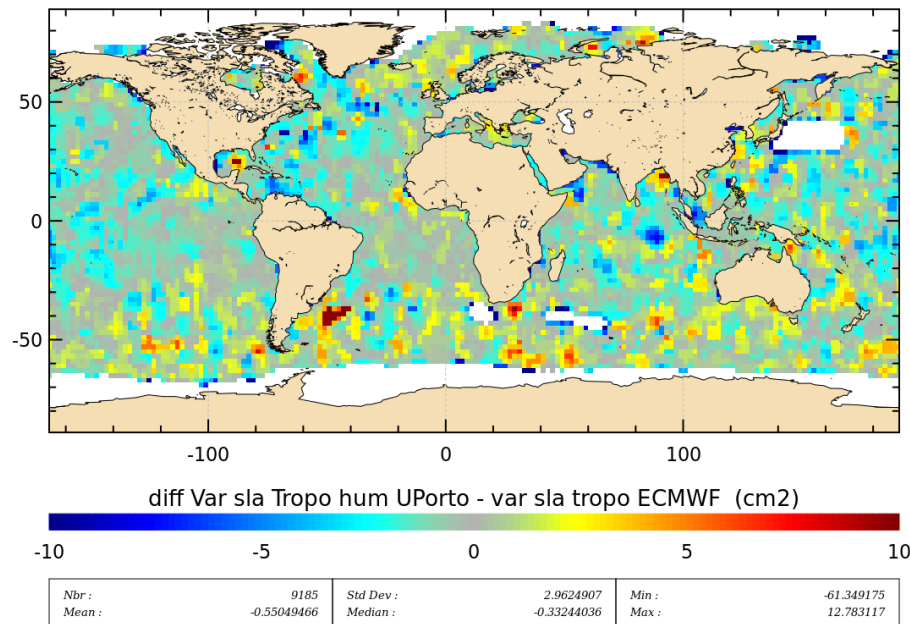 50
0
-50
-100 0 100
diff Var sla Tropo hum UPorto - var sla tropo ECMWF (cm2)
-10 -5 0 5 10
Nbr : 9185 Std Dev : 2.9624907 Min : -61.349175
Mean : -0.55049466 Median : -0.33244036 Max : 12.783117